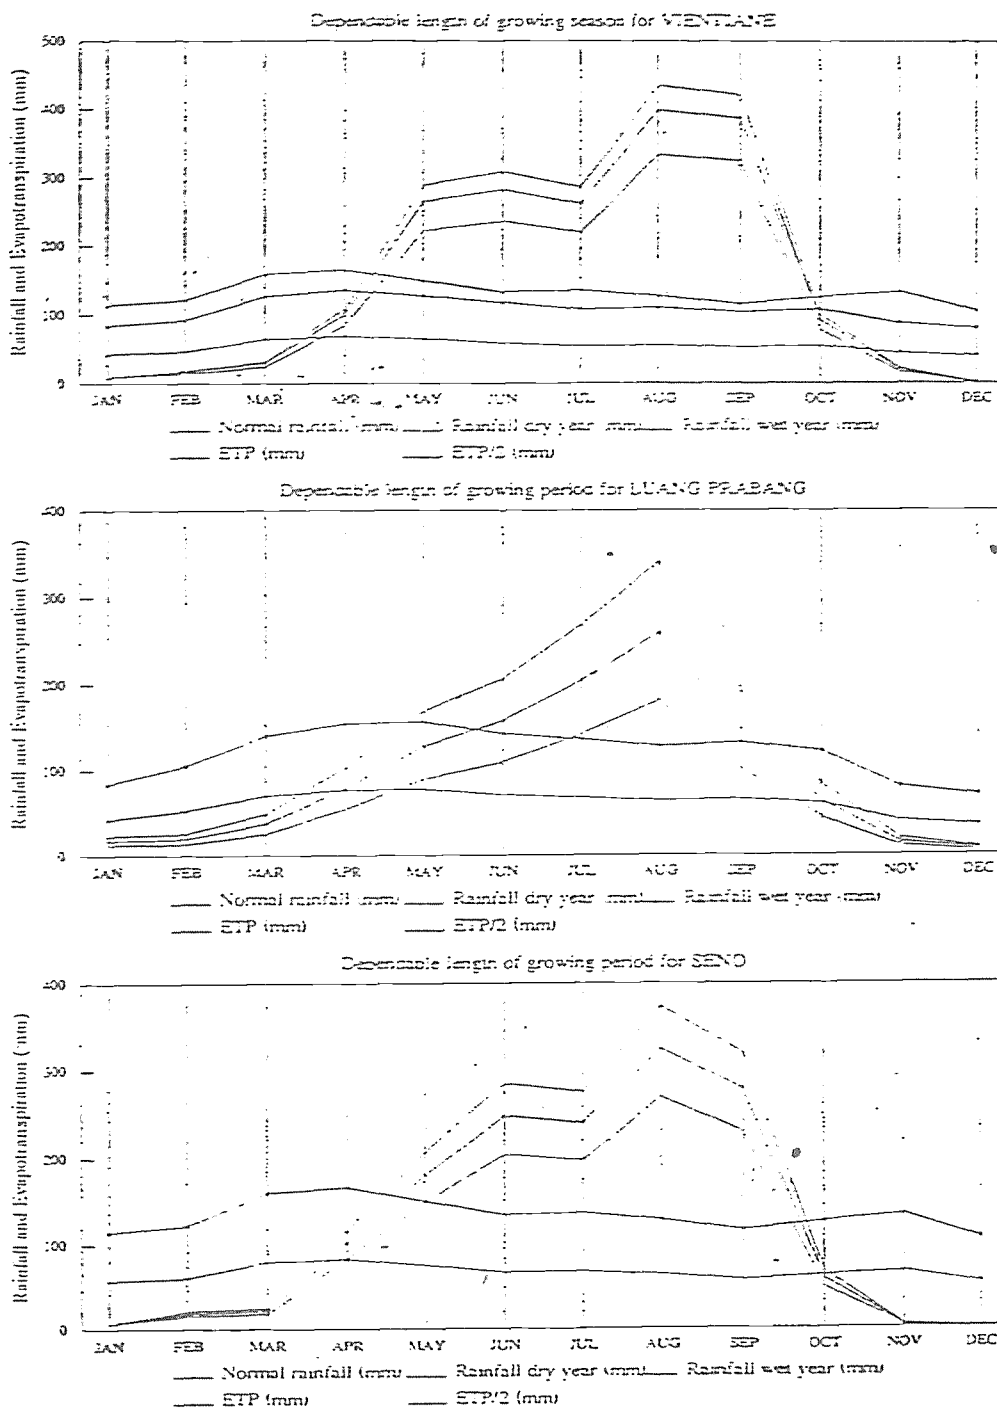 Dependable length of growing season for VIENTIANE
Rainfall and Evapotranspiration (mm)
500
400
300
200
100
0
JAN FEB MAR APR MAY JUN JUL AUG SEP OCT NOV DEC
Normal rainfall (mm) Rainfall dry year (mm) Rainfall wet year (mm)
ETP (mm) ETP/2 (mm)
Dependable length of growing period for LUANG PRABANG
Rainfall and Evapotranspiration (mm)
400
300
200
100
0
JAN FEB MAR APR MAY JUN JUL AUG SEP OCT NOV DEC
Normal rainfall (mm) Rainfall dry year (mm) Rainfall wet year (mm)
ETP (mm) ETP/2 (mm)
Dependable length of growing period for SENO
Rainfall and Evapotranspiration (mm)
400
300
200
100
0
JAN FEB MAR APR MAY JUN JUL AUG SEP OCT NOV DEC
Normal rainfall (mm) Rainfall dry year (mm) Rainfall wet year (mm)
ETP (mm) ETP/2 (mm)